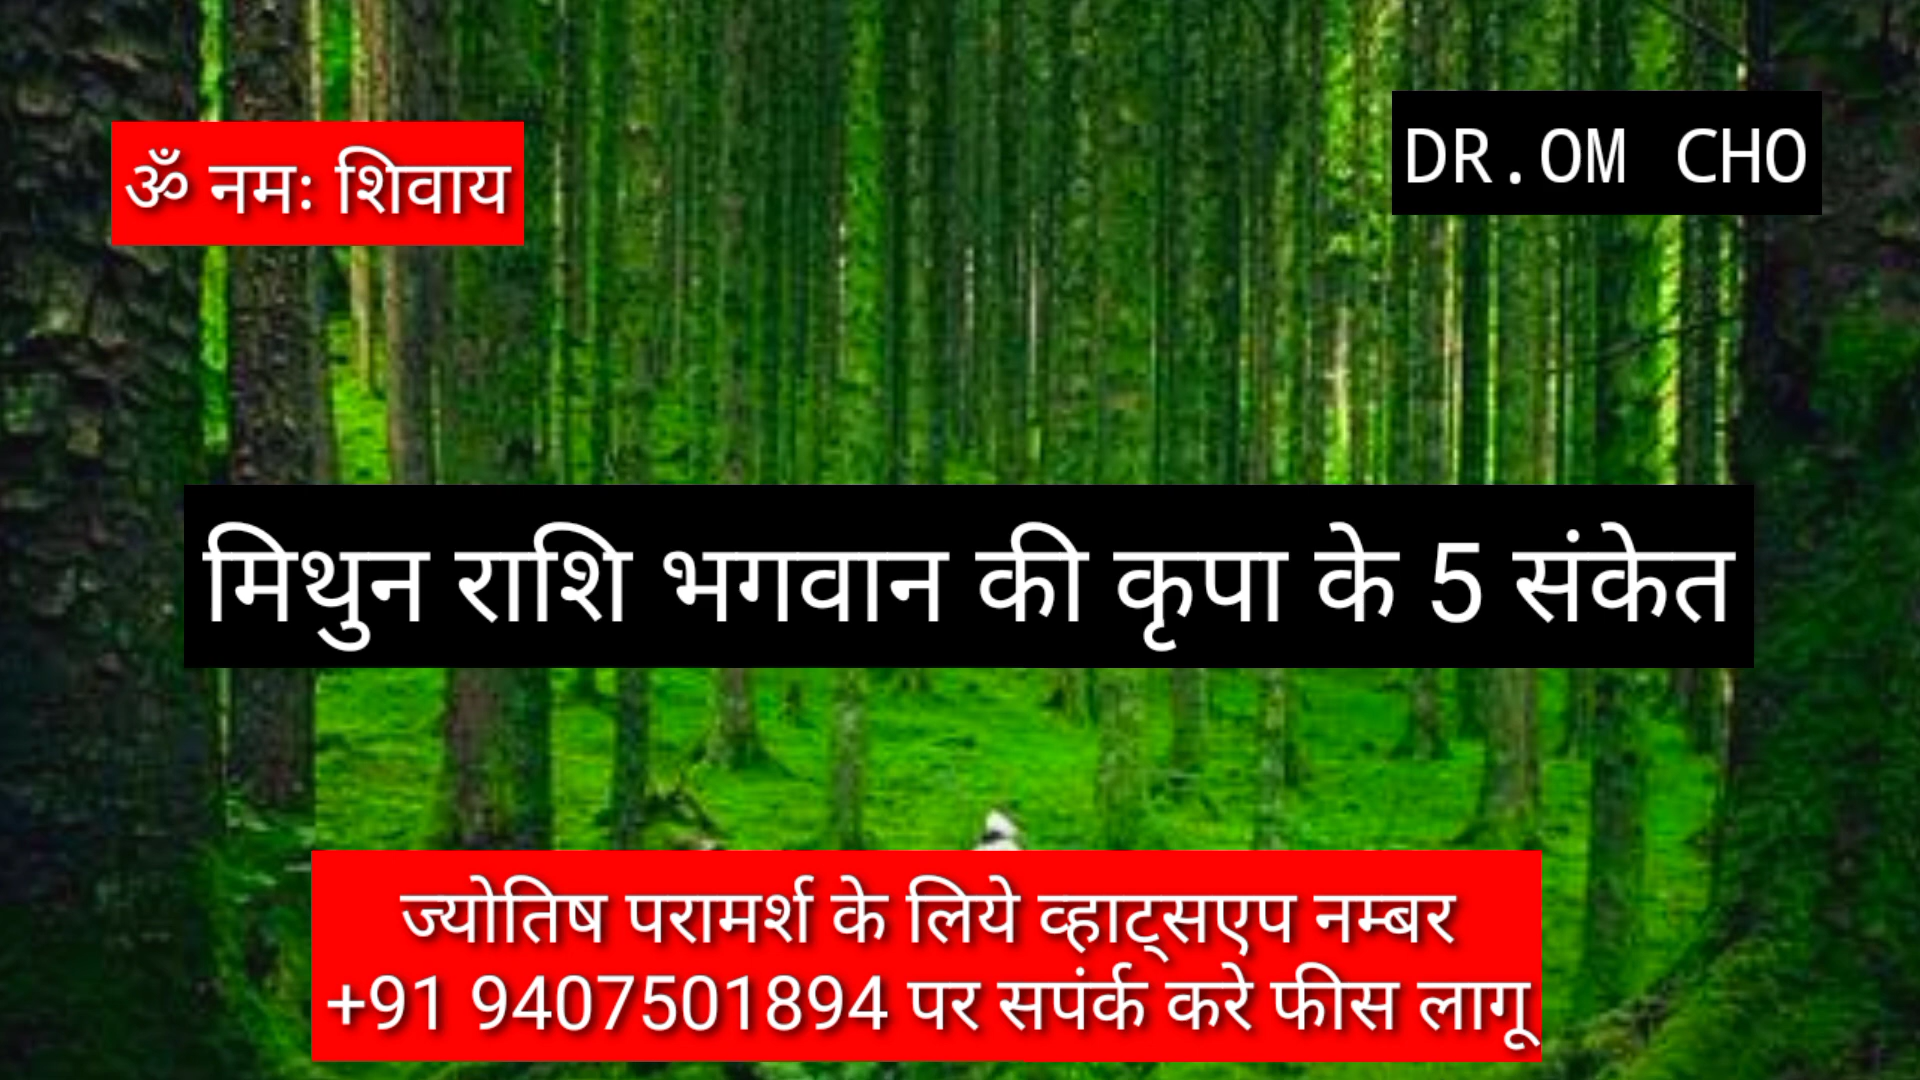 ॐ नमः शिवाय
DR.OM CHO
मिथुन राशि भगवान की कृपा के 5 संकेत
ज्योतिष परामर्श के लिये व्हाट्सएप नम्बर
+91 9407501894 पर सपंर्क करे फीस लागू